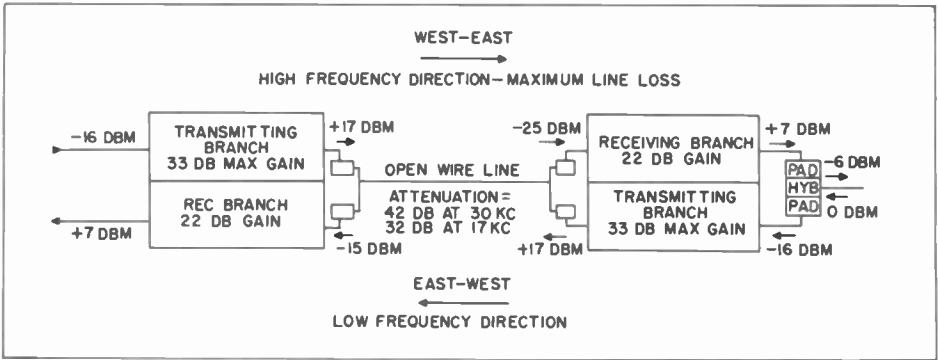 WEST-EAST
HIGH FREQUENCY DIRECTION-MAXIMUM LINE LOSS
-16 DBM
TRANSMITTING
BRANCH
33 DB MAX GAIN
+17 DBM
REC BRANCH
22 DB GAIN
+7 DBM
-15 DBM
OPEN WIRE LINE
ATTENUATION=
42 DB AT 30 KC
32 DB AT 17 KC
-25 DBM
RECEIVING BRANCH
22 DB GAIN
+7 DBM
TRANSMITTING
BRANCH
33 DB MAX GAIN
+17 DBM
PAD
HYB
PAD
-6 DBM
0 DBM
-16 DBM
EAST-WEST
LOW FREQUENCY DIRECTION